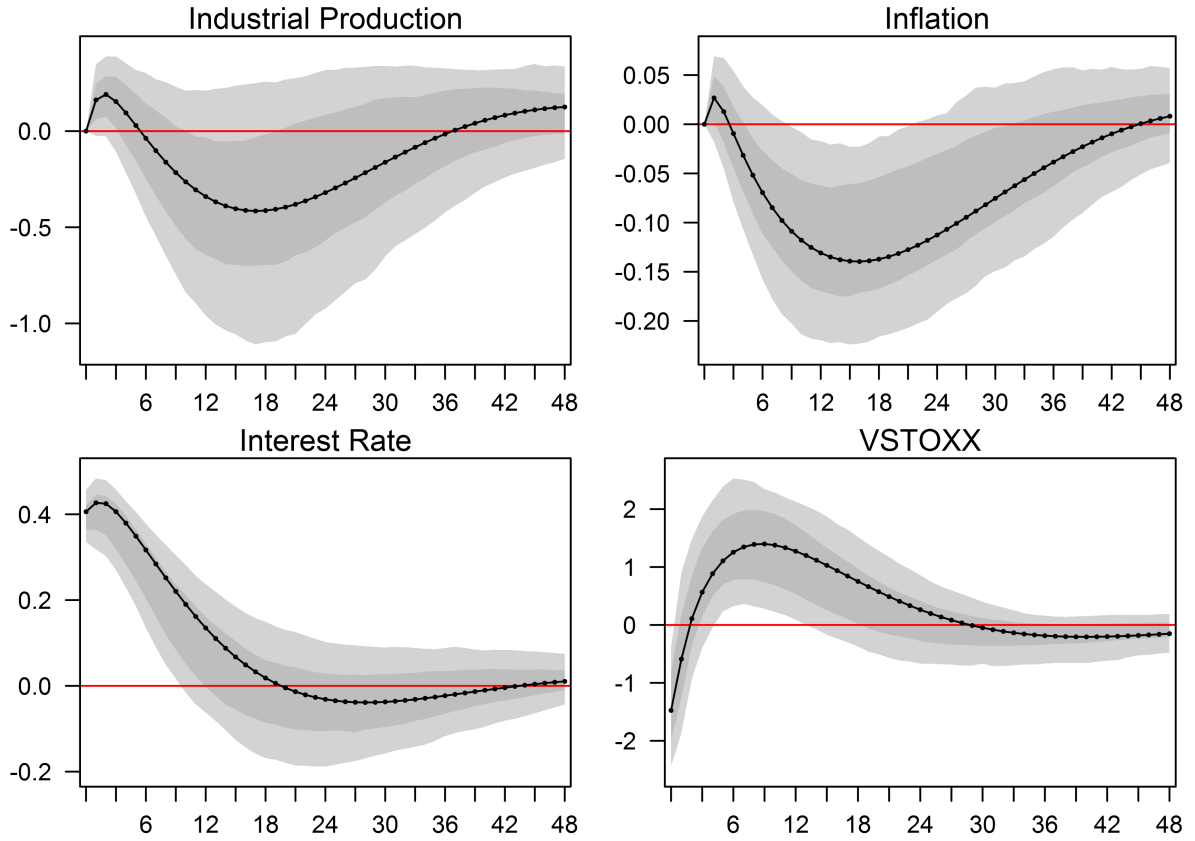 Industrial Production
0.0
-0.5
-1.0
6 12 18 24 30 36 42 48
Inflation
0.05
0.00
-0.05
-0.10
-0.15
-0.20
6 12 18 24 30 36 42 48
Interest Rate
0.4
0.2
0.0
-0.2
6 12 18 24 30 36 42 48
VSTOXX
2
1
0
-1
-2
6 12 18 24 30 36 42 48